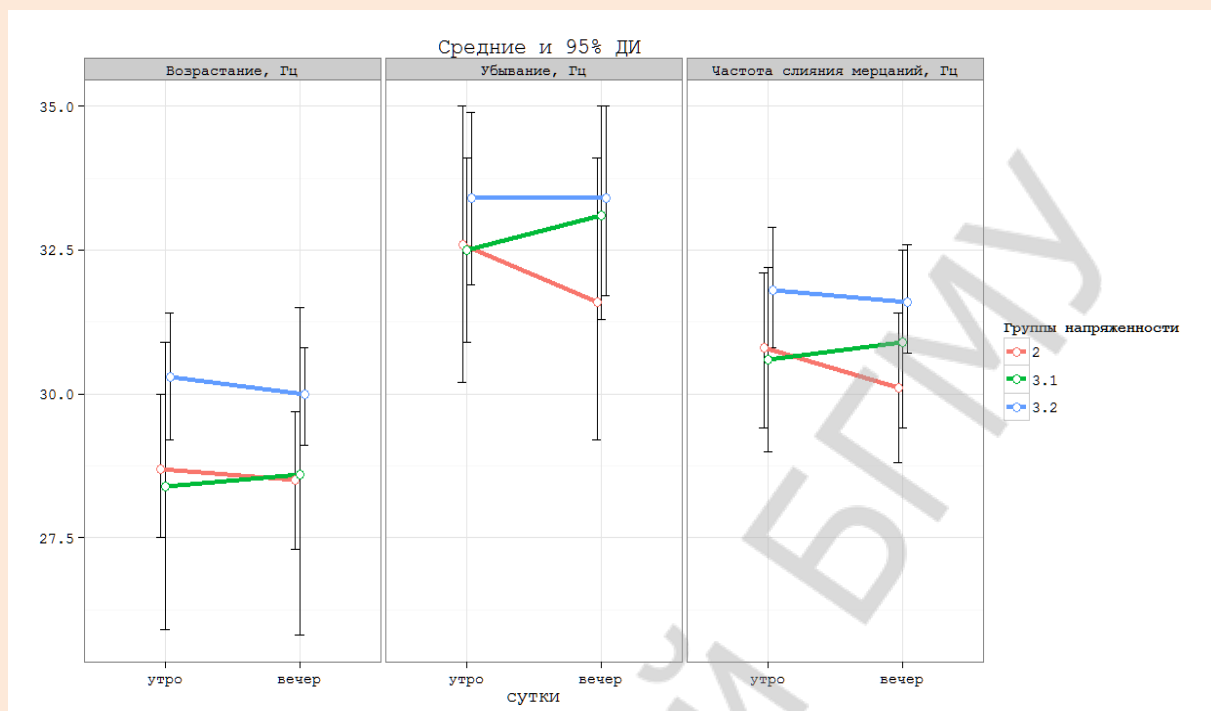 Средние и 95% ДИ
Возрастание, Гц
Убывание, Гц
Частота слияния мерцаний, Гц
35.0
32.5
30.0
27.5
утро
вечер
утро
вечер
утро
вечер
сутки
Группы напряженности
2
3.1
3.2
й БГМУ